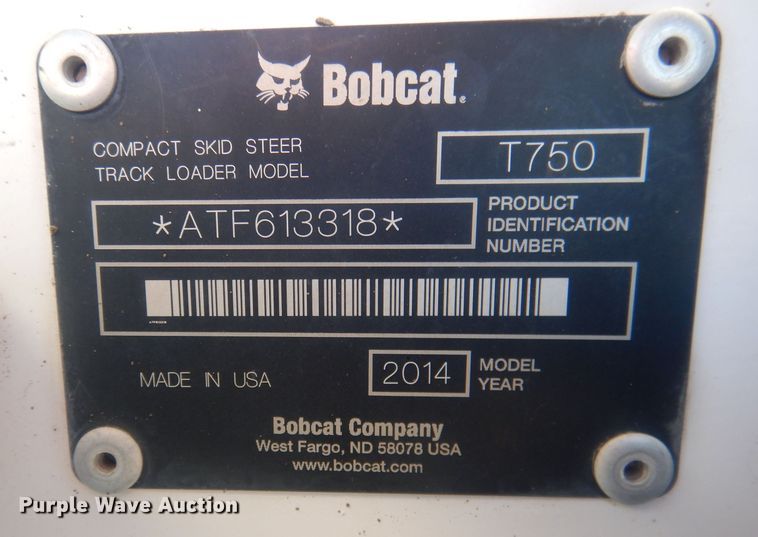 Bobcat®
COMPACT SKID STEER
TRACK LOADER MODEL
T750
*ATF613318*
PRODUCT
IDENTIFICATION
NUMBER
ATF613318
MADE IN USA
2014
MODEL
YEAR
Bobcat Company
West Fargo, ND 58078 USA
www.bobcat.com
Purple Wave Auction